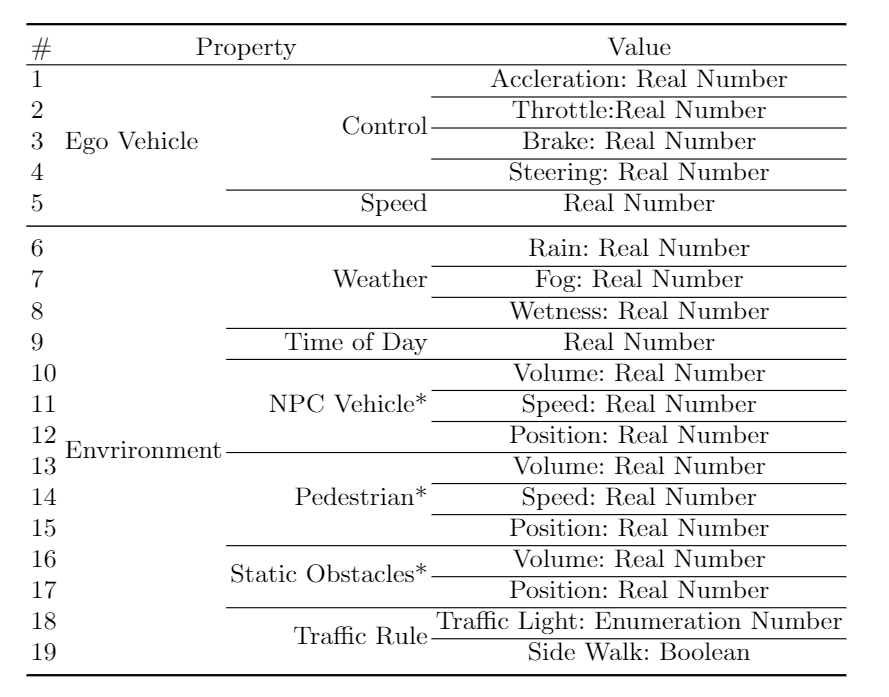 # Property Value
1 Accleration: Real Number
2 Throttle:Real Number
Control
3 Ego Vehicle Brake: Real Number
4 Steering: Real Number
5 Speed Real Number
6 Rain: Real Number
7 Weather Fog: Real Number
8 Wetness: Real Number
9 Time of Day Real Number
10 Volume: Real Number
11 NPC Vehicle* Speed: Real Number
12 Position: Real Number
Envrironment
13 Volume: Real Number
14 Pedestrian* Speed: Real Number
15 Position: Real Number
16 Volume: Real Number
Static Obstacles*
17 Position: Real Number
18 Traffic Light: Enumeration Number
Traffic Rule
19 Side Walk: Boolean